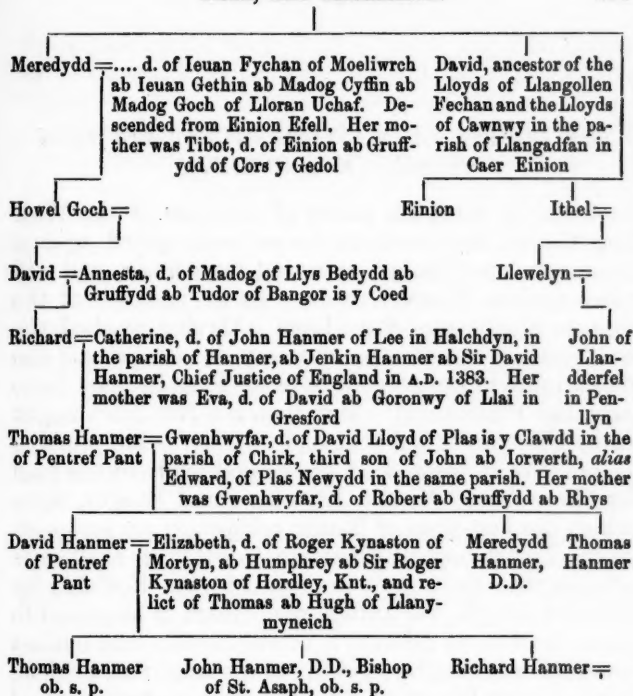 Meredydd=.... d. of Ieuan Fychan of Moeliwrch
ab Ieuan Gethin ab Madog Cyffin ab
Madog Goch of Lloran Uchaf. De-
scended from Einion Efell. Her mo-
ther was Tibot, d. of Einion ab Gruff-
ydd of Cors y Gedol
David, ancestor of the
Lloyds of Llangollen
Fechan and the Lloyds
of Cawnwy in the pa-
rish of Llangadfan in
Caer Einion
Howel Goch=
Einion
Ithel=
David=Annesta, d. of Madog of Llys Bedydd ab
Gruffydd ab Tudor of Bangor is y Coed
Llewelyn=
Richard=Catherine, d. of John Hanmer of Lee in Halchdyn, in
the parish of Hanmer, ab Jenkin Hanmer ab Sir David
Hanmer, Chief Justice of England in A.D. 1383. Her
mother was Eva, d. of David ab Goronwy of Llai in
Gresford
John of
Llan-
dderfel
in Pen-
llyn
Thomas Hanmer=Gwenhwyfar, d. of David Lloyd of Plas is y Clawdd in the
of Pentref Pant
parish of Chirk, third son of John ab Iorwerth, alias
Edward, of Plas Newydd in the same parish. Her mother
was Gwenhwyfar, d. of Robert ab Gruffydd ab Rhys
David Hanmer=Elizabeth, d. of Roger Kynaston of
of Pentref
Pant
Mortyn, ab Humphrey ab Sir Roger
Kynaston of Hordley, Knt., and re-
lict of Thomas ab Hugh of Llany-
myneich
Meredydd
Hanmer,
D.D.
Thomas
Hanmer
Thomas Hanmer
ob. s. p.
John Hanmer, D.D., Bishop
of St. Asaph, ob. s. p.
Richard Hanmer=